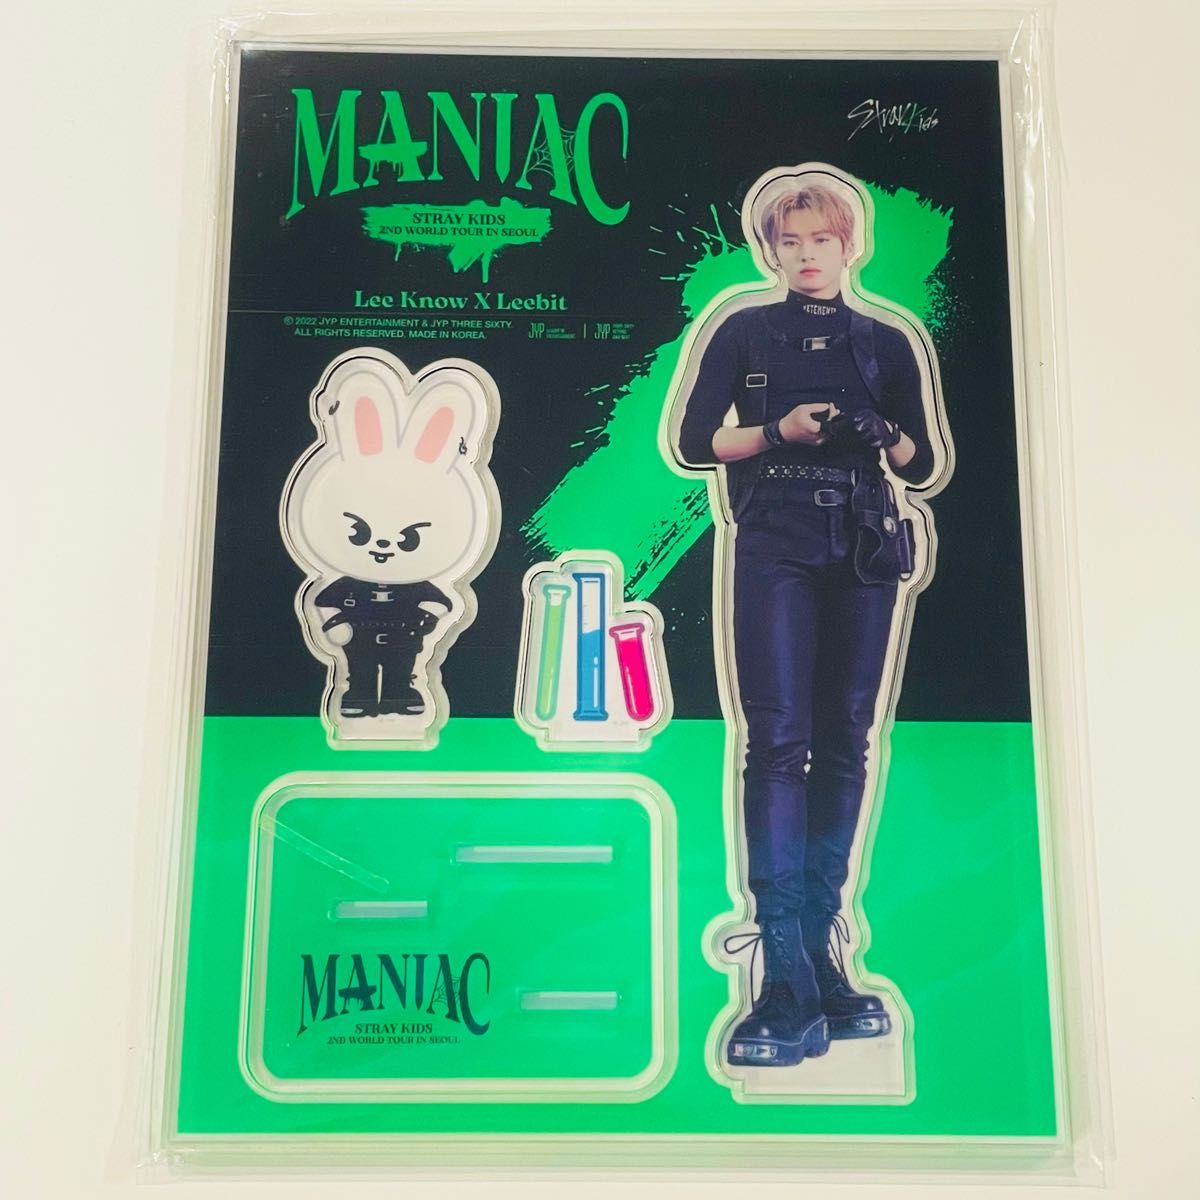 MANIAC
STRAY KIDS
2ND WORLD TOUR IN SEOUL
Lee Know X Leebit
© 2022 JYP ENTERTAINMENT & JYP THREE SIXTY.
ALL RIGHTS RESERVED. MADE IN KOREA.
JYP
JYP
Stray Kids
VETEMENTS
MANIAC
STRAY KIDS
2ND WORLD TOUR IN SEOUL